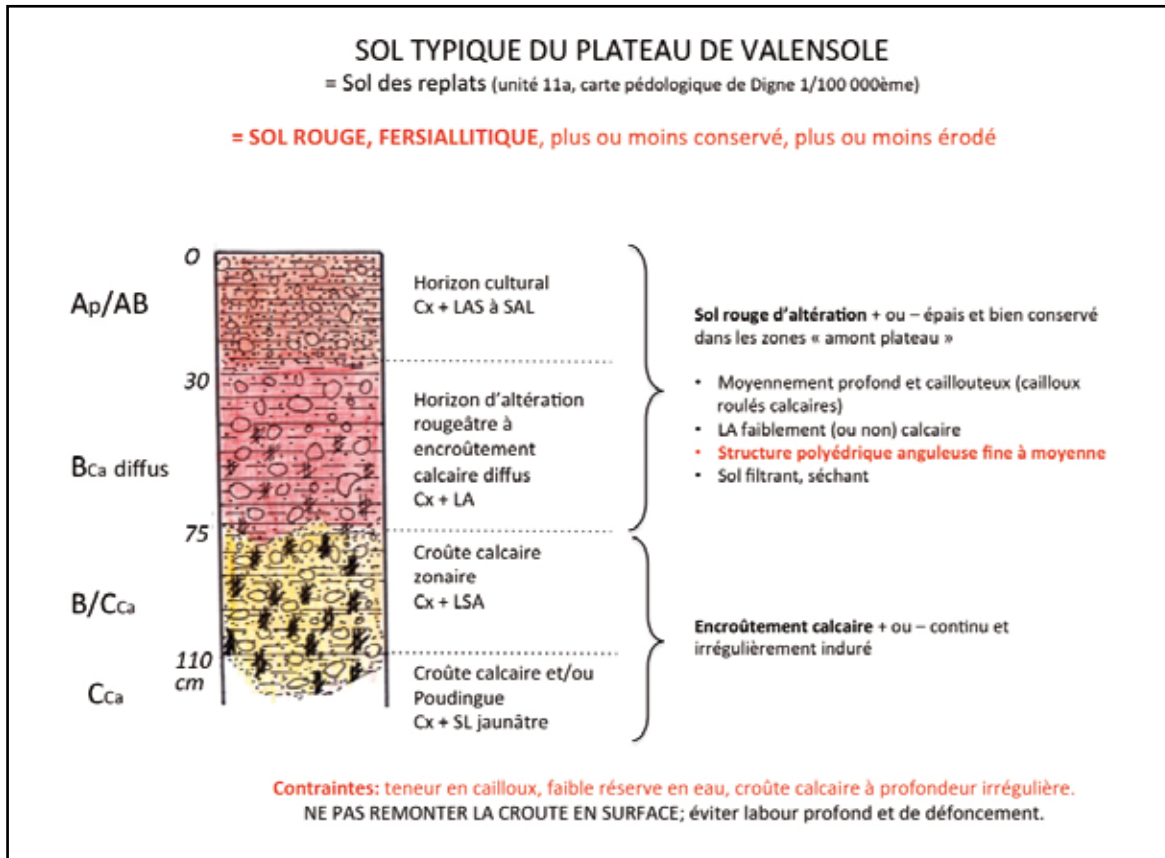 SOL TYPIQUE DU PLATEAU DE VALENSOLE
= Sol des replats (unité 11a, carte pédologique de Digne 1/100 000ème)
= SOL ROUGE, FERSIALLITIQUE, plus ou moins conservé, plus ou moins érodé
O
Ap/AB
Horizon cultural
Cx + LAS à SAL
30
Horizon d'altération
rougeâtre à
encroûtement
calcaire diffus
Cx + LA
BCa diffus
75
Croûte calcaire
zonaire
Cx + LSA
B/CCa
110
cm
CCa
Croûte calcaire et/ou
Poudingue
Cx + SL jaunâtre
Sol rouge d'altération + ou – épais et bien conservé
dans les zones « amont plateau »
• Moyennement profond et caillouteux (cailloux
roulés calcaires)
• LA faiblement (ou non) calcaire
• Structure polyédrique anguleuse fine à moyenne
• Sol filtrant, séchant
Encroûtement calcaire + ou – continu et
irrégulièrement induré
Contraintes: teneur en cailloux, faible réserve en eau, croûte calcaire à profondeur irrégulière.
NE PAS REMONTER LA CROUTE EN SURFACE; éviter labour profond et de défoncement.